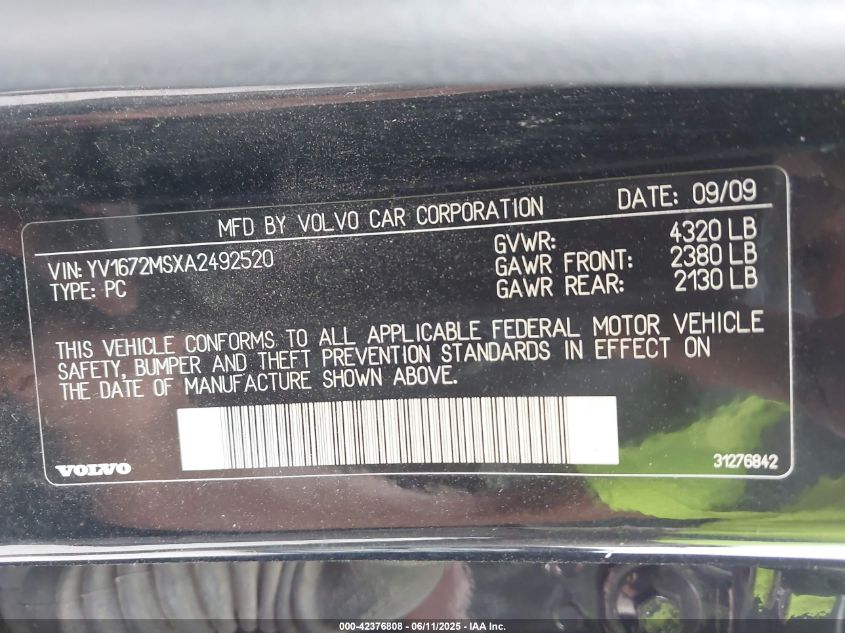 MFD BY VOLVO CAR CORPORATION DATE: 09/09
VIN: YV1672MSXA2492520
TYPE: PC
GVWR: 4320 LB
GAWR FRONT: 2380 LB
GAWR REAR: 2130 LB
THIS VEHICLE CONFORMS TO ALL APPLICABLE FEDERAL MOTOR VEHICLE
SAFETY, BUMPER AND THEFT PREVENTION STANDARDS IN EFFECT ON
THE DATE OF MANUFACTURE SHOWN ABOVE.
VOLVO
31276842
000-42376808 - 06/11/2025 - IAA Inc.